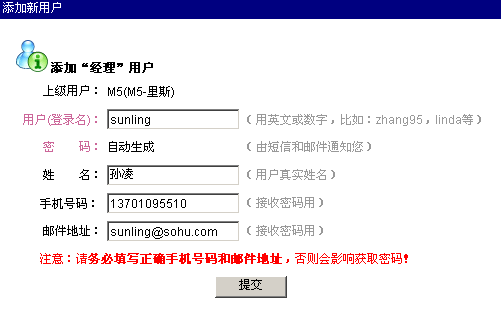 添加新用户
添加“经理”用户
上级用户： M5(M5-里斯)
用户(登录名)： sunling （用英文或数字，比如：zhang95，linda等）
密 码： 自动生成 （由短信和邮件通知您）
姓 名： 孙凌 （用户真实姓名）
手机号码： 13701095510 （接收密码用）
邮件地址： sunling@sohu.com （接收密码用）
注意：请务必填写正确手机号码和邮件地址，否则会影响获取密码!
提交